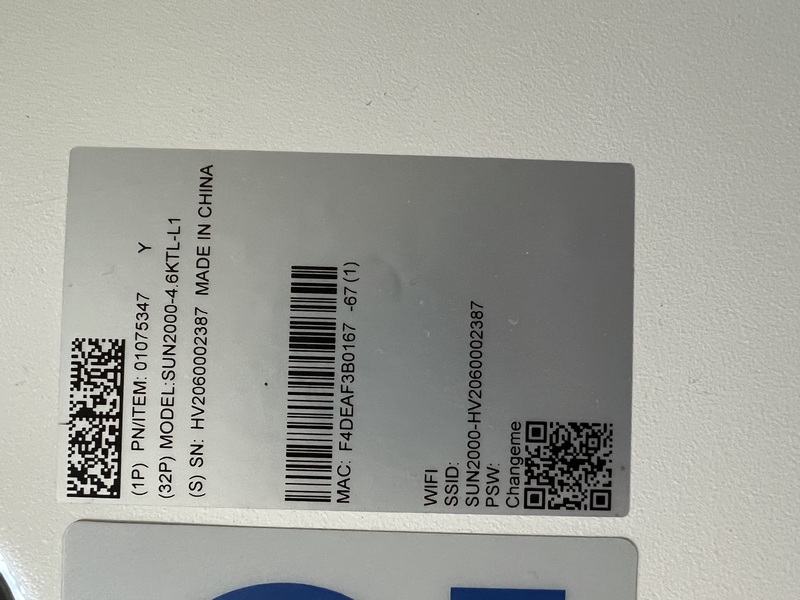 (1P) PN/ITEM: 01075347 Y
(32P) MODEL:SUN2000-4.6KTL-L1
(S) SN: HV2060002387 MADE IN CHINA
MAC: F4DEAF3B0167 -67(1)
WIFI
SSID:
SUN2000-HV2060002387
PSW:
Changeme